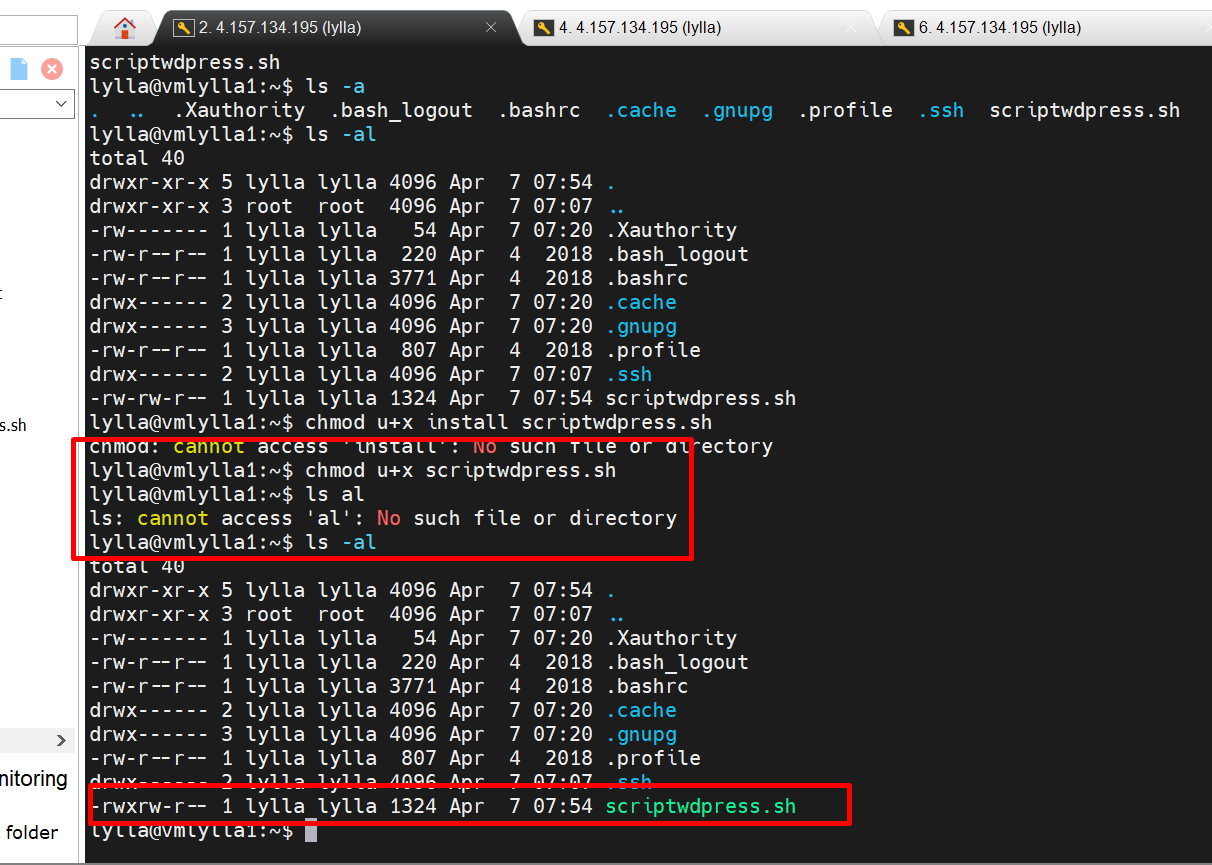 2. 4.157.134.195 (lylla)
4. 4.157.134.195 (lylla)
6. 4.157.134.195 (lylla)
scriptwdpress.sh
lylla@vmlylla1:~$ ls -a
.  ..  .Xauthority  .bash_logout  .bashrc  .cache  .gnupg  .profile  .ssh  scriptwdpress.sh
lylla@vmlylla1:~$ ls -al
total 40
drwxr-xr-x 5 lylla lylla 4096 Apr  7 07:54 .
drwxr-xr-x 3 root  root  4096 Apr  7 07:07 ..
-rw------- 1 lylla lylla   54 Apr  7 07:20 .Xauthority
-rw-r--r-- 1 lylla lylla  220 Apr  4  2018 .bash_logout
-rw-r--r-- 1 lylla lylla 3771 Apr  4  2018 .bashrc
drwx------ 2 lylla lylla 4096 Apr  7 07:20 .cache
drwx------ 3 lylla lylla 4096 Apr  7 07:20 .gnupg
-rw-r--r-- 1 lylla lylla  807 Apr  4  2018 .profile
drwx------ 2 lylla lylla 4096 Apr  7 07:07 .ssh
-rw-rw-r-- 1 lylla lylla 1324 Apr  7 07:54 scriptwdpress.sh
lylla@vmlylla1:~$ chmod u+x install scriptwdpress.sh
chmod: cannot access 'install': No such file or directory
lylla@vmlylla1:~$ chmod u+x scriptwdpress.sh
lylla@vmlylla1:~$ ls al
ls: cannot access 'al': No such file or directory
lylla@vmlylla1:~$ ls -al
total 40
drwxr-xr-x 5 lylla lylla 4096 Apr  7 07:54 .
drwxr-xr-x 3 root  root  4096 Apr  7 07:07 ..
-rw------- 1 lylla lylla   54 Apr  7 07:20 .Xauthority
-rw-r--r-- 1 lylla lylla  220 Apr  4  2018 .bash_logout
-rw-r--r-- 1 lylla lylla 3771 Apr  4  2018 .bashrc
drwx------ 2 lylla lylla 4096 Apr  7 07:20 .cache
drwx------ 3 lylla lylla 4096 Apr  7 07:20 .gnupg
-rw-r--r-- 1 lylla lylla  807 Apr  4  2018 .profile
drwx------ 2 lylla lylla 4096 Apr  7 07:07 .ssh
-rwxrw-r-- 1 lylla lylla 1324 Apr  7 07:54 scriptwdpress.sh
lylla@vmlylla1:~$
s.sh
nitoring
folder